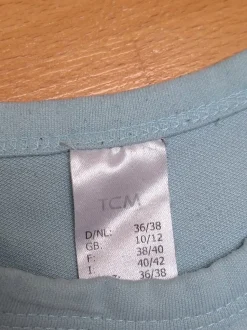 TCM
D/NL: 36/38
GB. 10/12
F: 38/40
I. 40/42
36/38